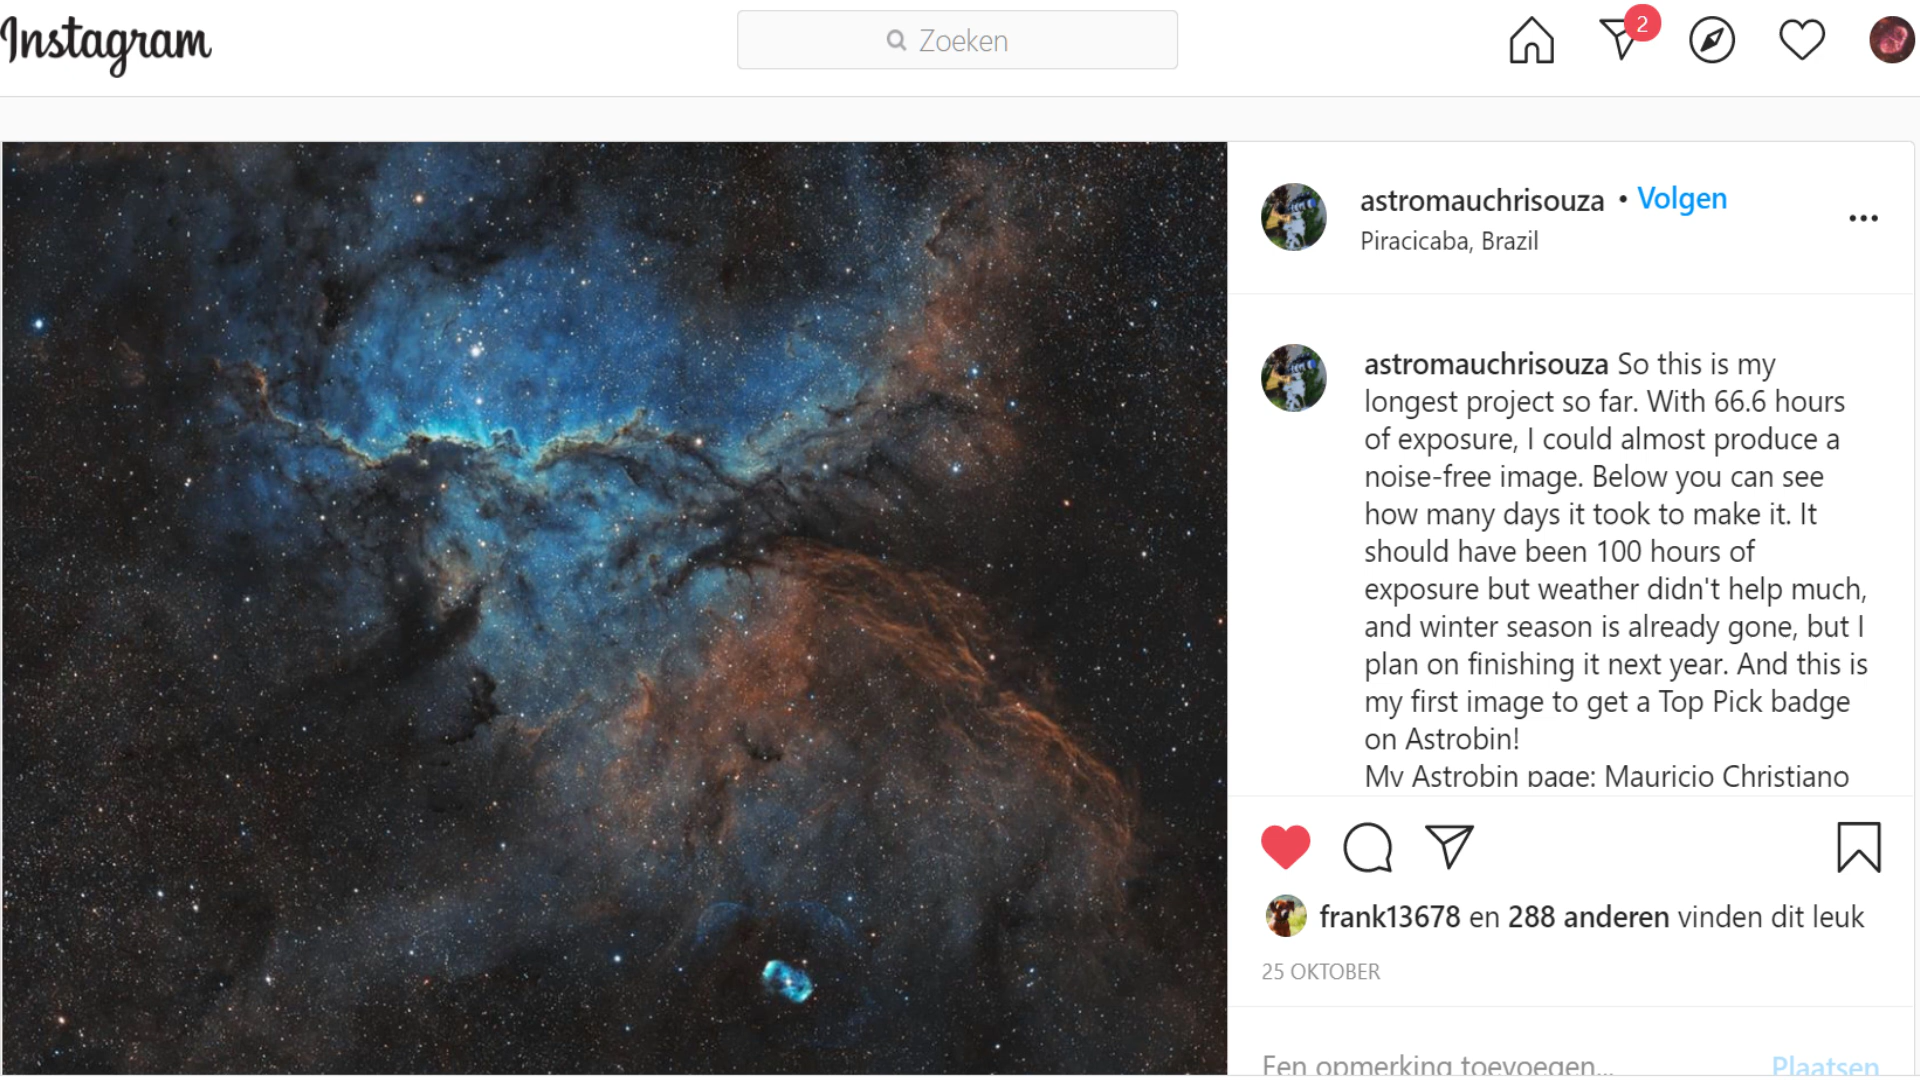 Instagram
Zoeken
2
astromauchrisouza • Volgen
Piracicaba, Brazil
astromauchrisouza So this is my
longest project so far. With 66.6 hours
of exposure, I could almost produce a
noise-free image. Below you can see
how many days it took to make it. It
should have been 100 hours of
exposure but weather didn't help much,
and winter season is already gone, but I
plan on finishing it next year. And this is
my first image to get a Top Pick badge
on Astrobin!
My Astrobin page: Mauricio Christiano
frank13678 en 288 anderen vinden dit leuk
25 OKTOBER
Een opmerking toevoegen... Plaatsen